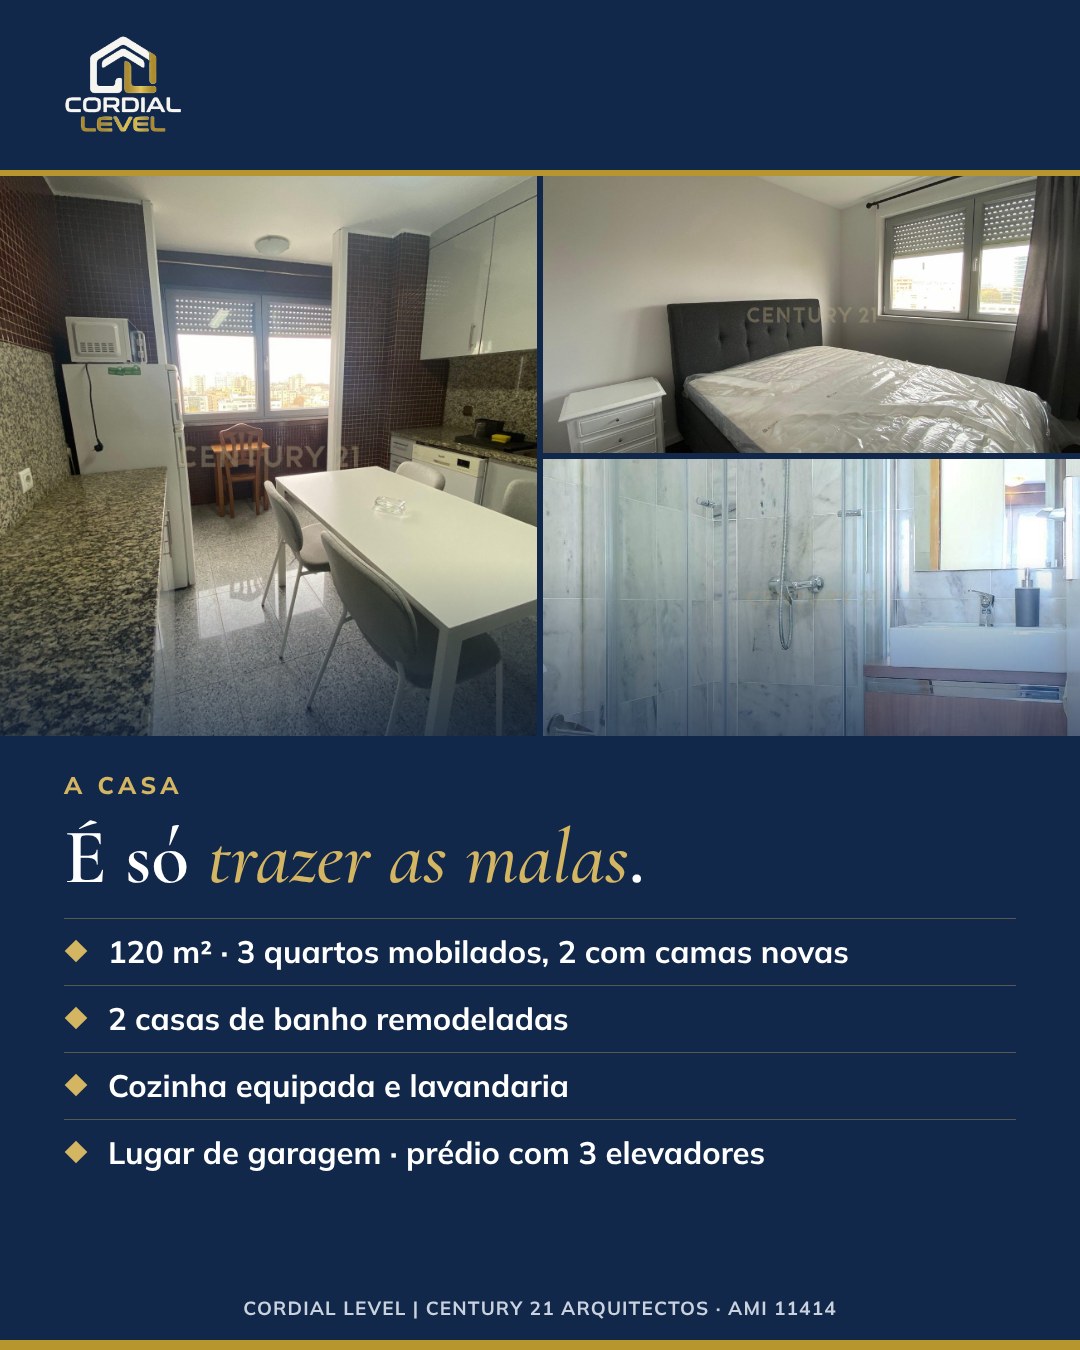 CORDIAL
LEVEL
CENTURY 21
CENTURY 21
A CASA
É só trazer as malas.
120 m² · 3 quartos mobilados, 2 com camas novas
2 casas de banho remodeladas
Cozinha equipada e lavandaria
Lugar de garagem · prédio com 3 elevadores
CORDIAL LEVEL | CENTURY 21 ARQUITECTOS · AMI 11414